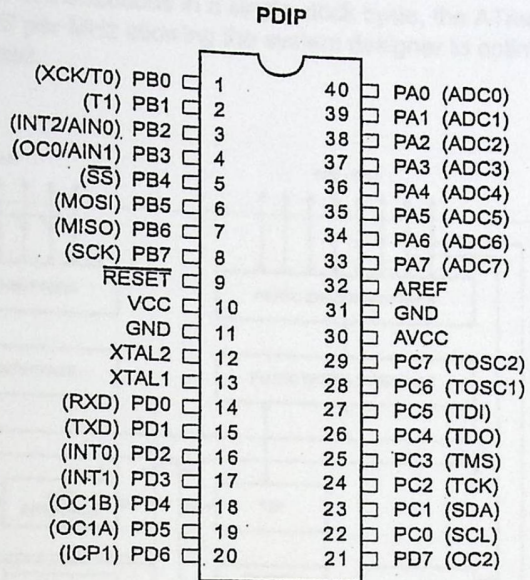 PDIP
(XCK/T0) PB0 1
(T1) PB1 2
(INT2/AIN0) PB2 3
(OC0/AIN1) PB3 4
(SS) PB4 5
(MOSI) PB5 6
(MISO) PB6 7
(SCK) PB7 8
RESET 9
VCC 10
GND 11
XTAL2 12
XTAL1 13
(RXD) PD0 14
(TXD) PD1 15
(INT0) PD2 16
(INT1) PD3 17
(OC1B) PD4 18
(OC1A) PD5 19
(ICP1) PD6 20
40 PA0 (ADC0)
39 PA1 (ADC1)
38 PA2 (ADC2)
37 PA3 (ADC3)
36 PA4 (ADC4)
35 PA5 (ADC5)
34 PA6 (ADC6)
33 PA7 (ADC7)
32 AREF
31 GND
30 AVCC
29 PC7 (TOSC2)
28 PC6 (TOSC1)
27 PC5 (TDI)
26 PC4 (TDO)
25 PC3 (TMS)
24 PC2 (TCK)
23 PC1 (SDA)
22 PC0 (SCL)
21 PD7 (OC2)